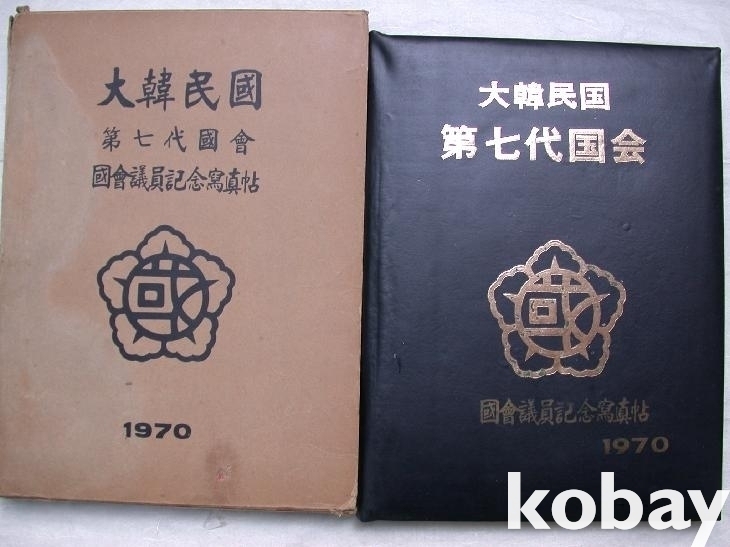 大韓民國
第七代國會
國會議員記念寫真帖
或
1970
大韓民国
第七代国会
或
國會議員記念寫真帖
1970
kobay